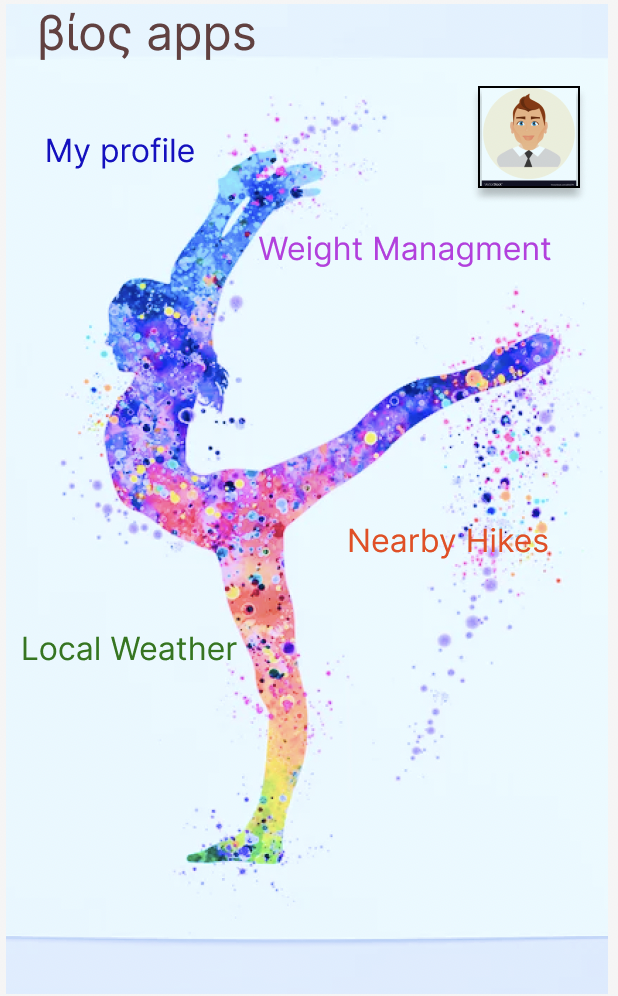 βίος apps
My profile
Weight Managment
Nearby Hikes
Local Weather